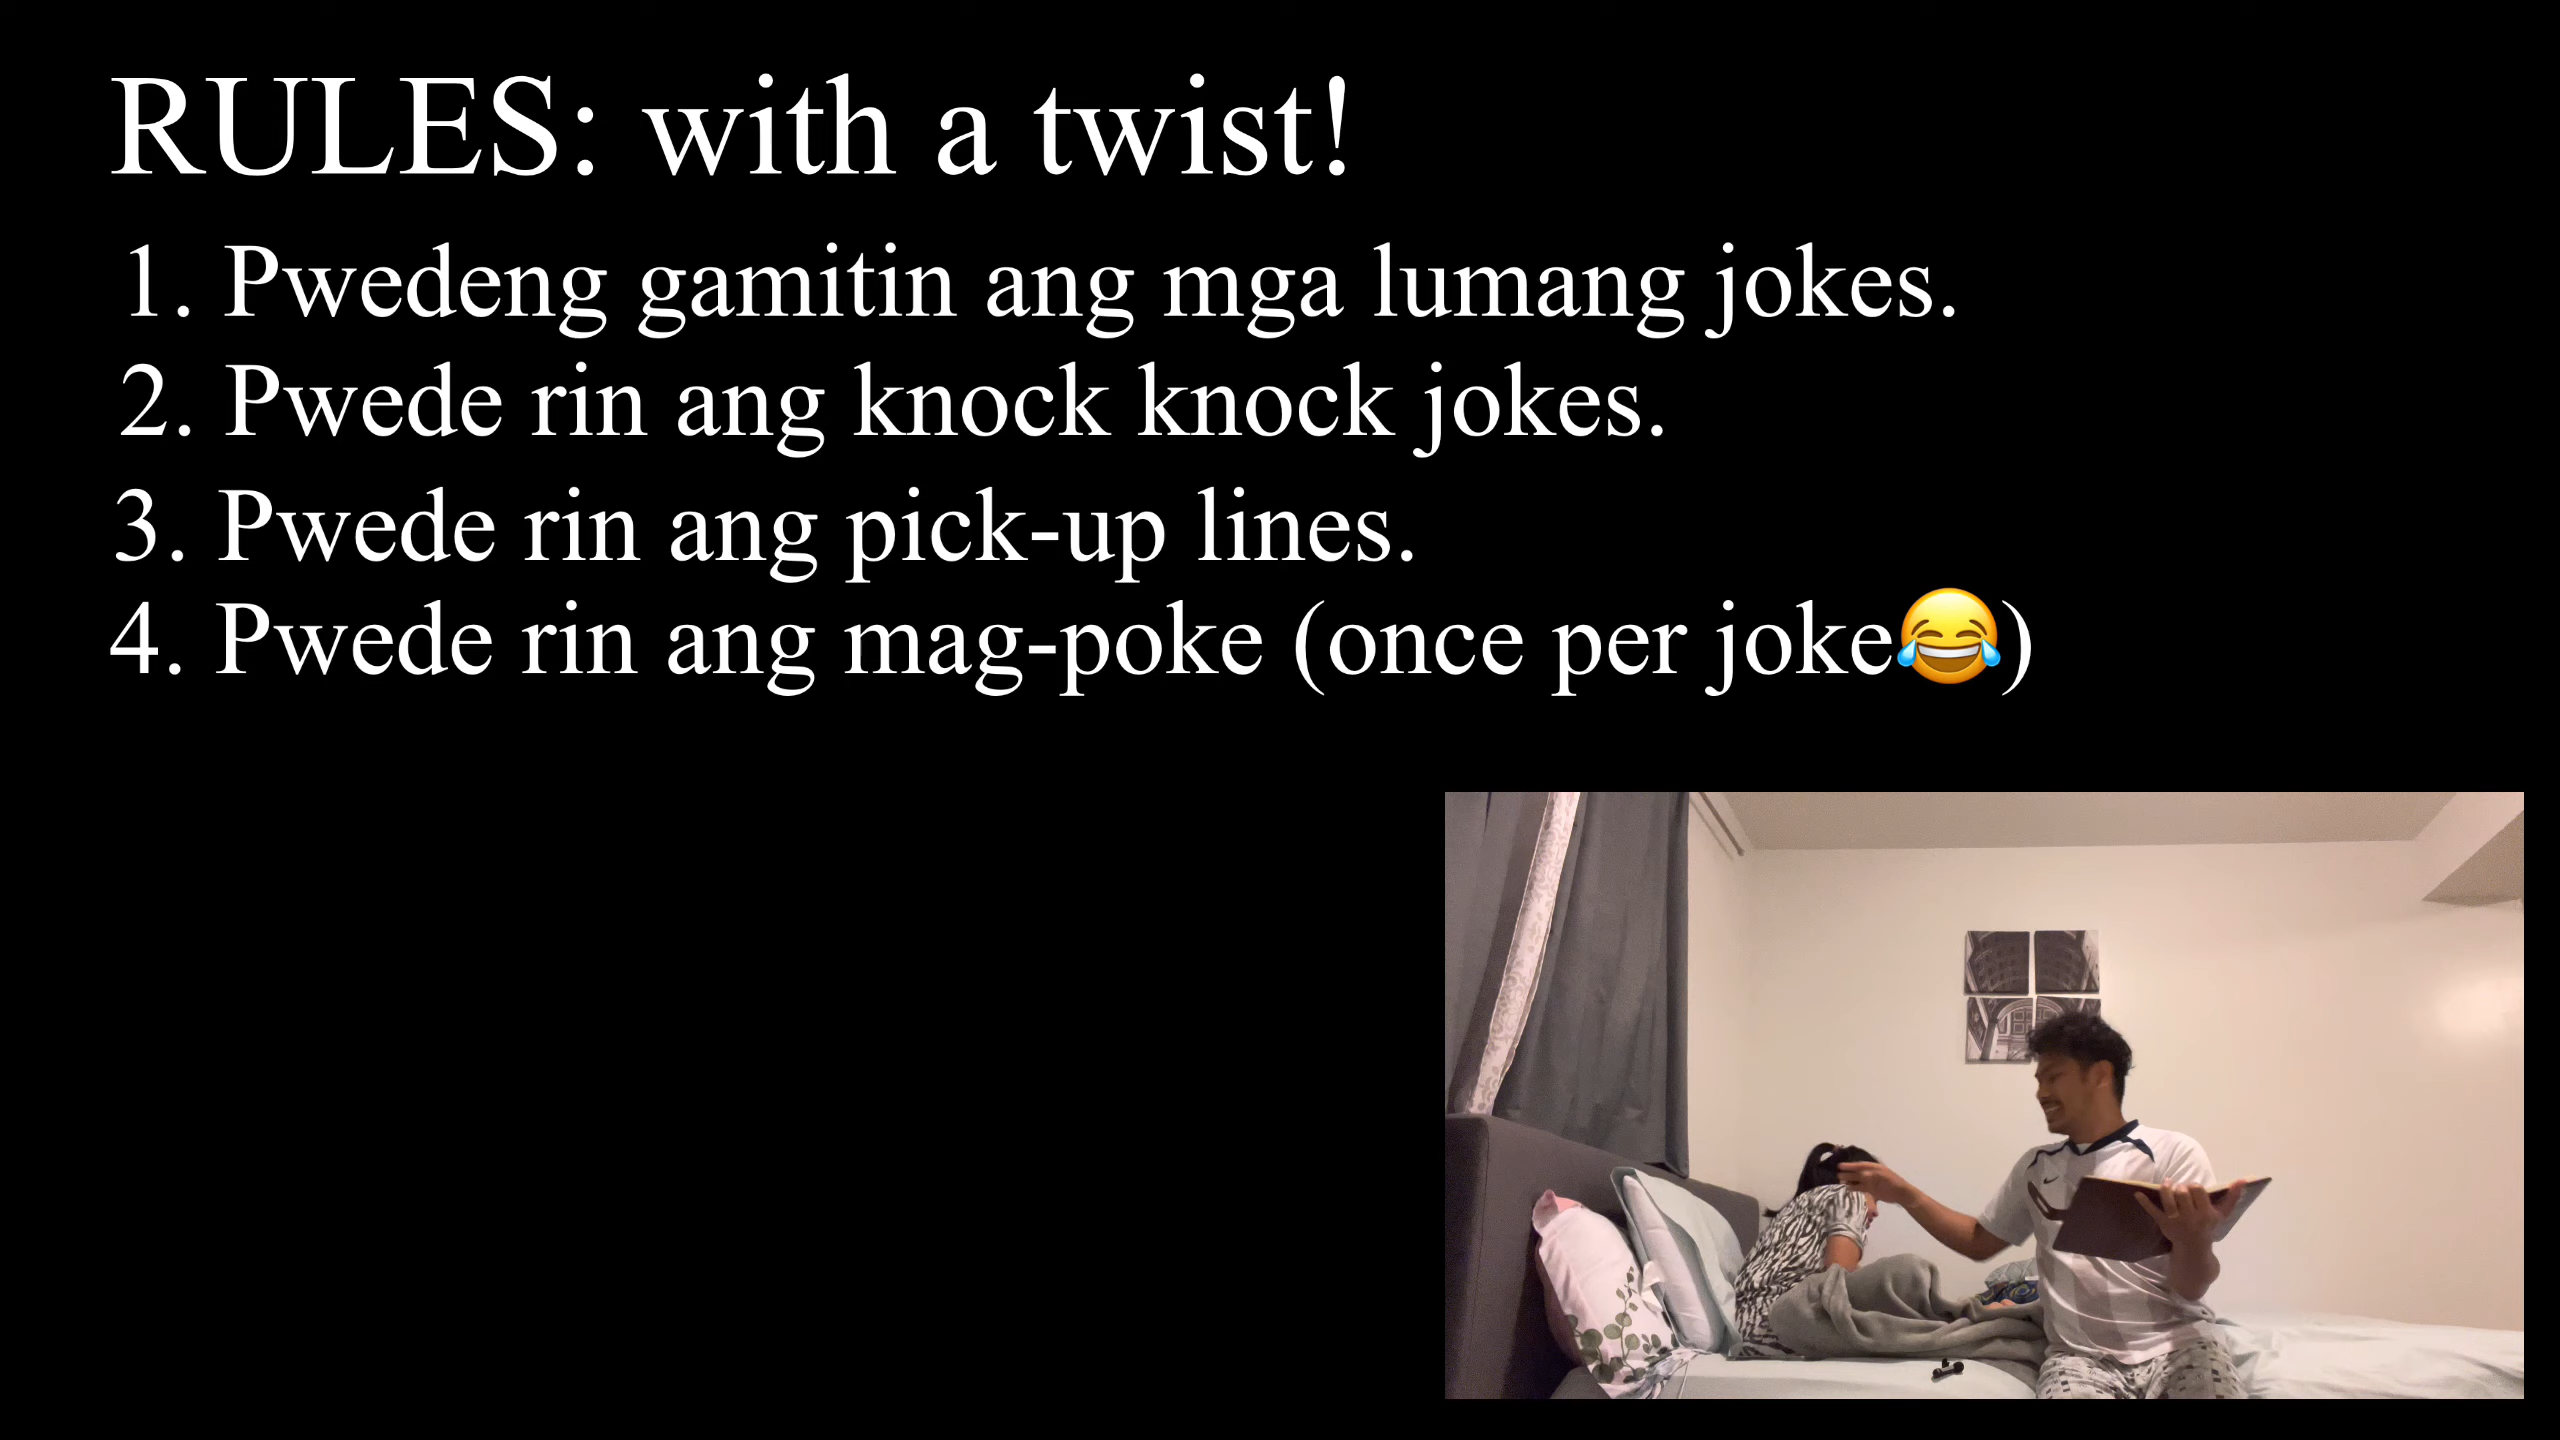 RULES: with a twist!
1. Pwedeng gamitin ang mga lumang jokes.
2. Pwede rin ang knock knock jokes.
3. Pwede rin ang pick-up lines.
4. Pwede rin ang mag-poke (once per joke😂)